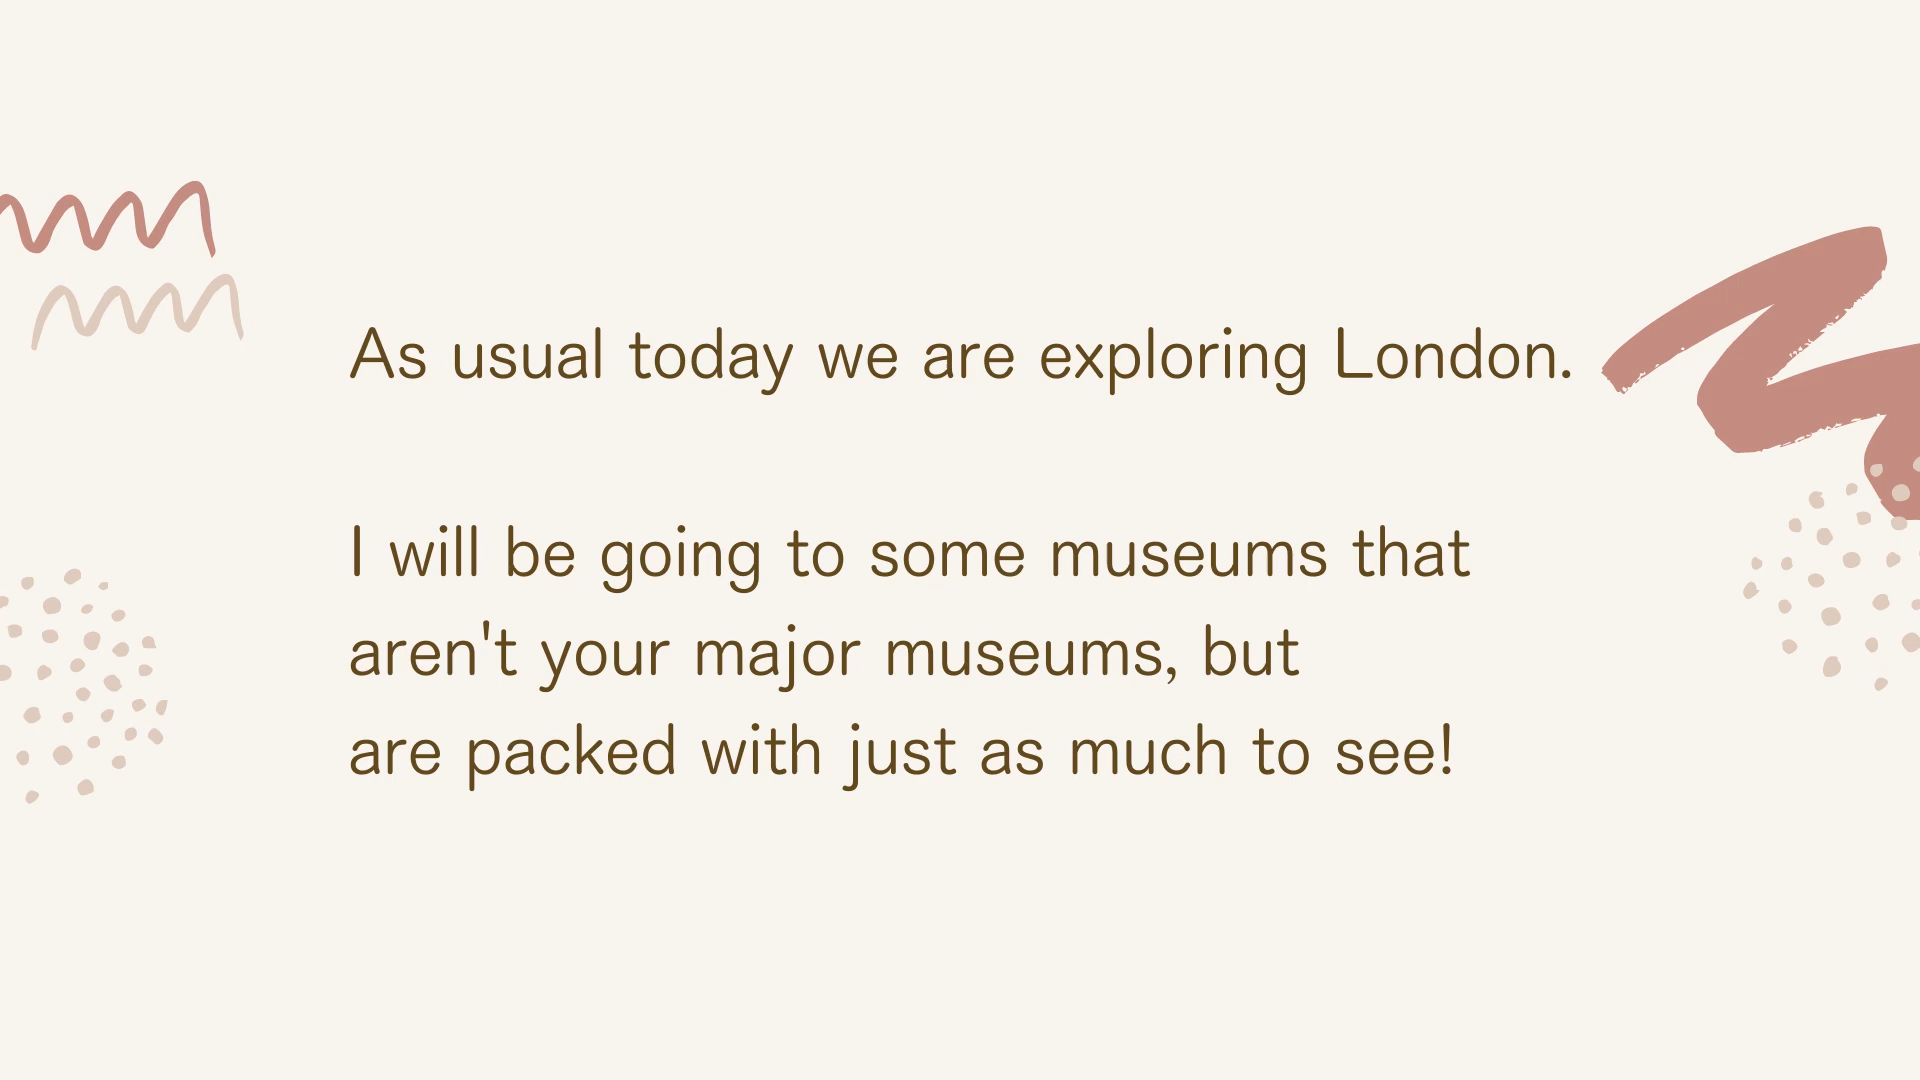 As usual today we are exploring London.
I will be going to some museums that
aren't your major museums, but
are packed with just as much to see!